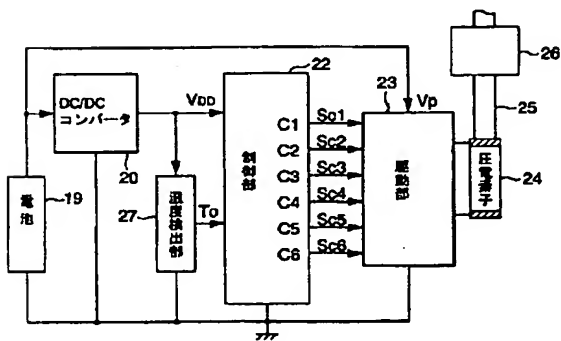 22
26
DC/DC
コンバータ
20
VDD
23
Vp
25
C1
Sc1
C2
Sc2
制御部
C3
Sc3
駆動部
圧電素子
24
電池
19
27
温度検出部
To
C4
Sc4
C5
Sc5
C6
Sc6